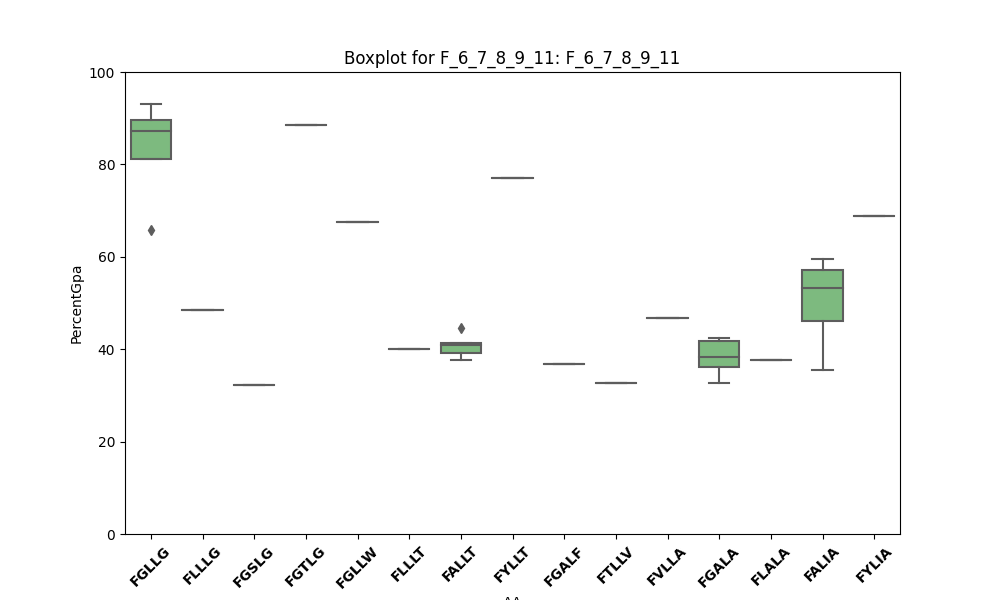 Boxplot for F_6_7_8_9_11: F_6_7_8_9_11
PercentGpa
100
80
60
40
20
0
FGLLG FLLLG FGSLG FGTLG FGLLW FLLLT FALLT FYLLT FGALF FTLLV FVLLA FGALA FLALA FALIA FYLIA